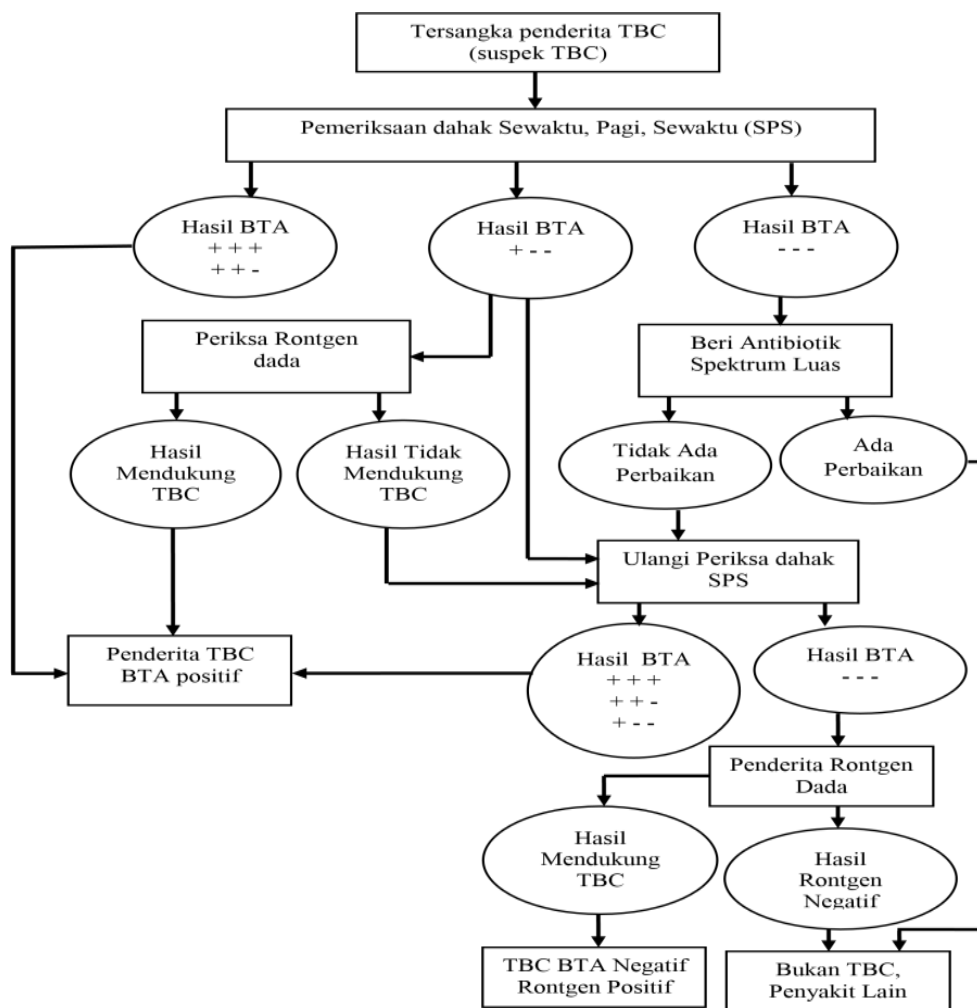 Tersangka penderita TBC
(suspek TBC)
Pemeriksaan dahak Sewaktu, Pagi, Sewaktu (SPS)
Hasil BTA
+ + +
+ + -
Hasil BTA
+ - -
Hasil BTA
- - -
Periksa Rontgen
dada
Beri Antibiotik
Spektrum Luas
Hasil
Mendukung
TBC
Hasil Tidak
Mendukung
TBC
Tidak Ada
Perbaikan
Ada
Perbaikan
Ulangi Periksa dahak
SPS
Penderita TBC
BTA positif
Hasil BTA
+ + +
+ + -
+ - -
Hasil BTA
- - -
Penderita Rontgen
Dada
Hasil
Mendukung
TBC
Hasil
Rontgen
Negatif
TBC BTA Negatif
Rontgen Positif
Bukan TBC,
Penyakit Lain